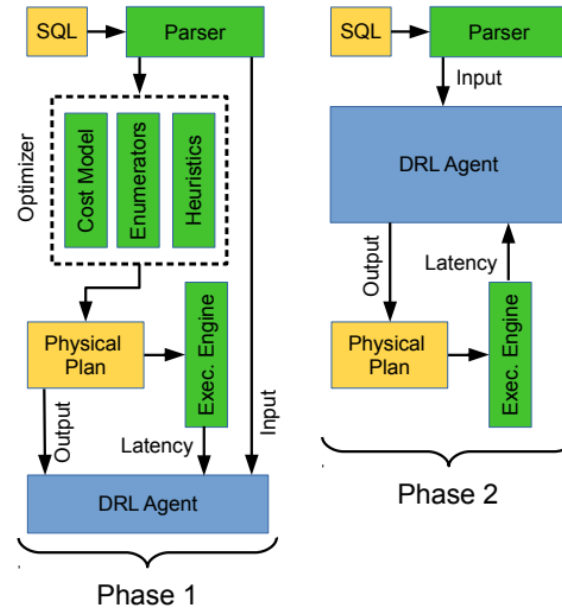 SQL
Parser
Optimizer
Cost Model
Enumerators
Heuristics
Physical
Plan
Exec. Engine
Output
Latency
Input
DRL Agent
Phase 1
SQL
Parser
Input
DRL Agent
Output
Latency
Physical
Plan
Exec. Engine
Phase 2